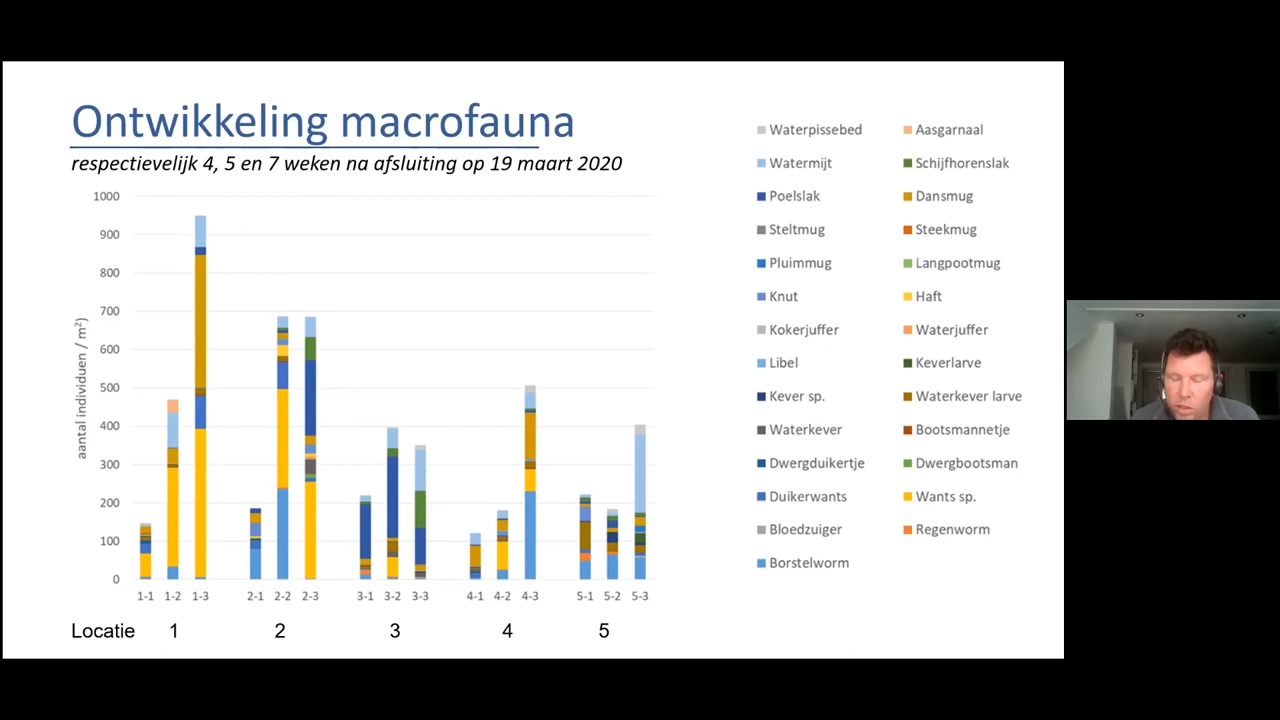 Ontwikkeling macrofauna
respectievelijk 4, 5 en 7 weken na afsluiting op 19 maart 2020
aantal individuen / m²)
1000
900
800
700
600
500
400
300
200
100
0
1-1 1-2 1-3 2-1 2-2 2-3 3-1 3-2 3-3 4-1 4-2 4-3 5-1 5-2 5-3
Locatie 1 2 3 4 5
Waterpissebed Aasgarnaal
Watermijt Schijfhorenslak
Poelslak Dansmug
Steltmug Steekmug
Pluimmug Langpootmug
Knut Haft
Kokerjuffer Waterjuffer
Libel Keverlarve
Kever sp. Waterkever larve
Waterkever Bootsmannetje
Dwergduikertje Dwergbootsman
Duikerwants Wants sp.
Bloedzuiger Regenworm
Borstelworm